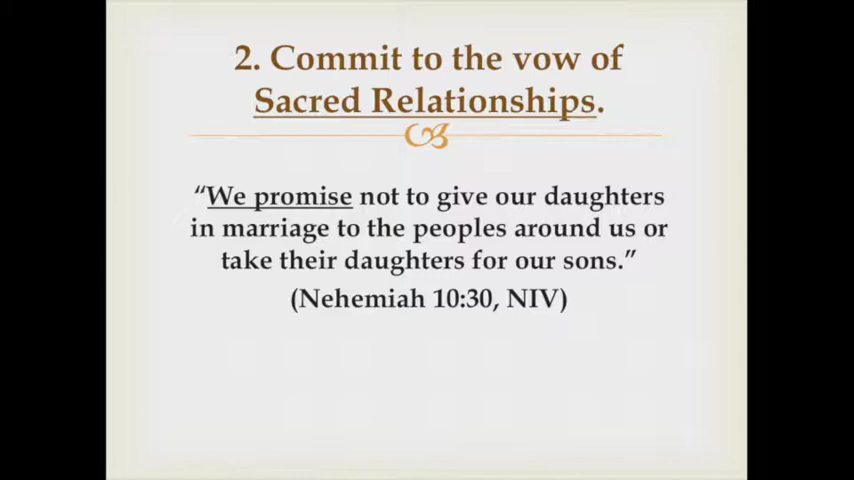 2. Commit to the vow of
Sacred Relationships.
“We promise not to give our daughters
in marriage to the peoples around us or
take their daughters for our sons.”
(Nehemiah 10:30, NIV)